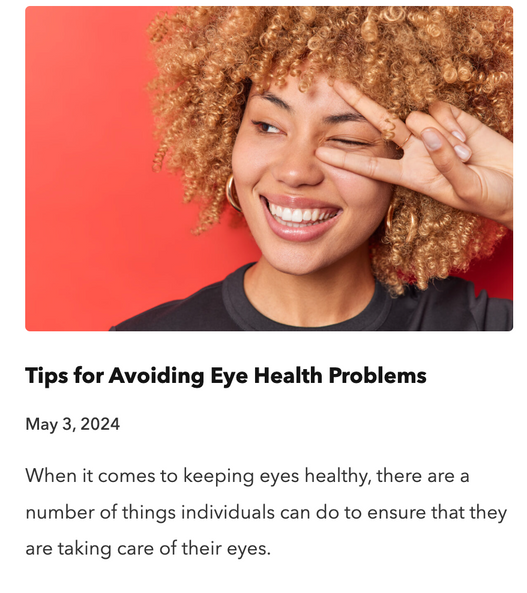 Tips for Avoiding Eye Health Problems
May 3, 2024
When it comes to keeping eyes healthy, there are a
number of things individuals can do to ensure that they
are taking care of their eyes.